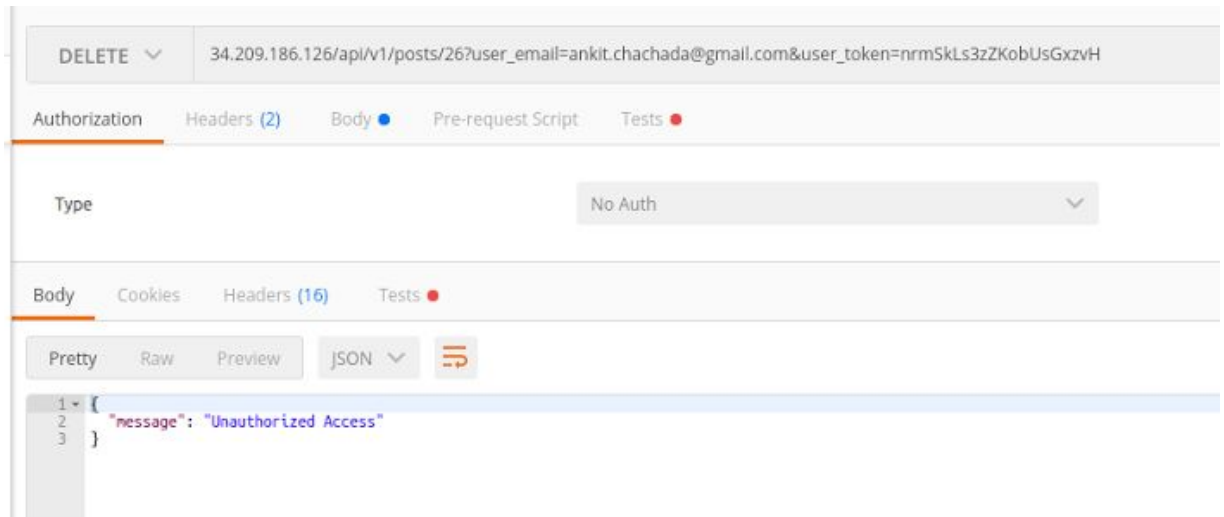 DELETE 34.209.186.126/api/v1/posts/26?user_email=ankit.chachada@gmail.com&user_token=nrmSkLs3zZKobUsGxzvH
Authorization Headers (2) Body Pre-request Script Tests
Type No Auth
Body Cookies Headers (16) Tests
Pretty Raw Preview JSON
1 {
2 "message": "Unauthorized Access"
3 }